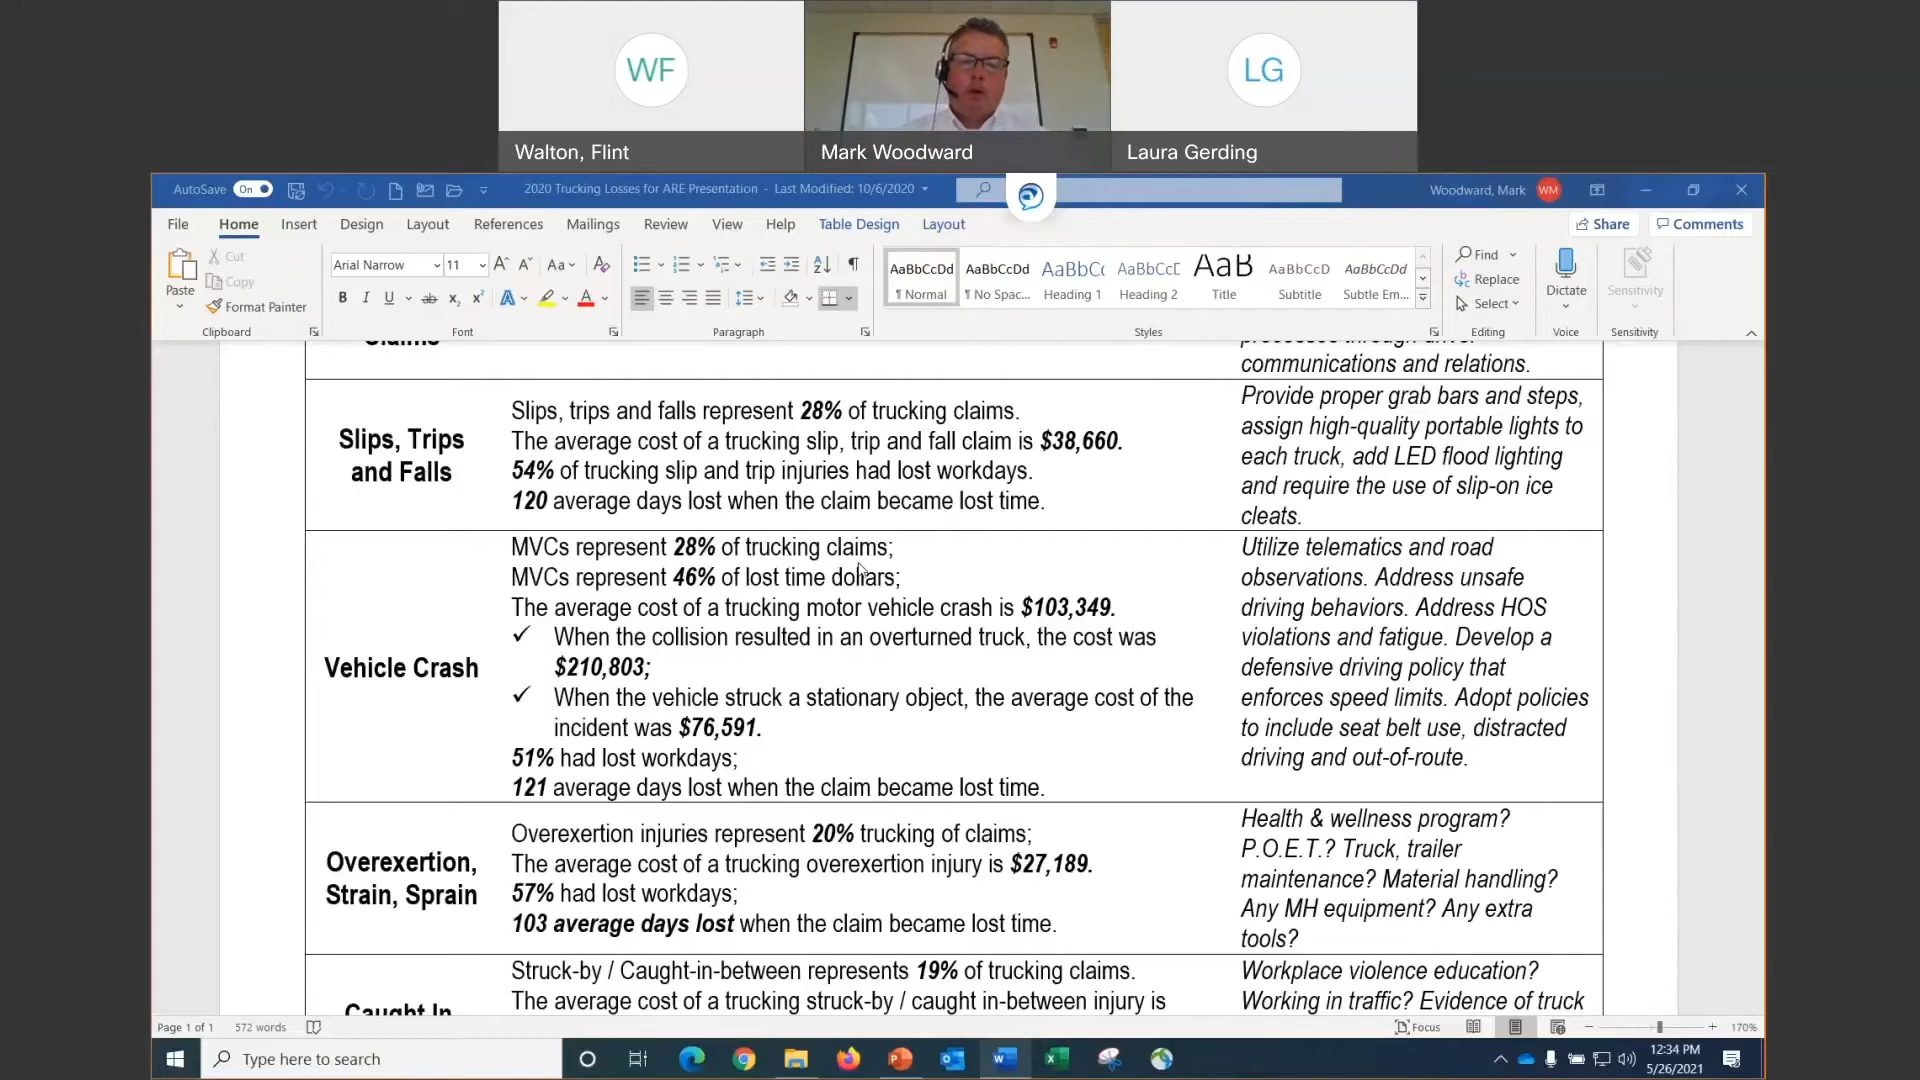 WF
LG
Walton, Flint
Mark Woodward
Laura Gerding
AutoSave On
2020 Trucking Losses for ARE Presentation - Last Modified: 10/6/2020
Woodward, Mark WM
File Home Insert Design Layout References Mailings Review View Help Table Design Layout
Share Comments
Paste
Cut
Copy
Format Painter
Clipboard
Arial Narrow 11
Font
Paragraph
AaBbCcDd AaBbCcDd AaBbCc AaBbCcD AaB AaBbCcD AaBbCcDd
¶ Normal ¶ No Spac... Heading 1 Heading 2 Title Subtitle Subtle Em...
Styles
Find
Replace
Select
Editing
Dictate
Voice
Sensitivity
Sensitivity
Claims
processes through driver
communications and relations.
Slips, Trips
and Falls
Slips, trips and falls represent 28% of trucking claims.
The average cost of a trucking slip, trip and fall claim is $38,660.
54% of trucking slip and trip injuries had lost workdays.
120 average days lost when the claim became lost time.
Provide proper grab bars and steps,
assign high-quality portable lights to
each truck, add LED flood lighting
and require the use of slip-on ice
cleats.
Vehicle Crash
MVCs represent 28% of trucking claims;
MVCs represent 46% of lost time dollars;
The average cost of a trucking motor vehicle crash is $103,349.
✓ When the collision resulted in an overturned truck, the cost was
$210,803;
✓ When the vehicle struck a stationary object, the average cost of the
incident was $76,591.
51% had lost workdays;
121 average days lost when the claim became lost time.
Utilize telematics and road
observations. Address unsafe
driving behaviors. Address HOS
violations and fatigue. Develop a
defensive driving policy that
enforces speed limits. Adopt policies
to include seat belt use, distracted
driving and out-of-route.
Overexertion,
Strain, Sprain
Overexertion injuries represent 20% trucking of claims;
The average cost of a trucking overexertion injury is $27,189.
57% had lost workdays;
103 average days lost when the claim became lost time.
Health & wellness program?
P.O.E.T.? Truck, trailer
maintenance? Material handling?
Any MH equipment? Any extra
tools?
Caught In
Struck-by / Caught-in-between represents 19% of trucking claims.
The average cost of a trucking struck-by / caught in-between injury is
Workplace violence education?
Working in traffic? Evidence of truck
Page 1 of 1 572 words
Focus
170%
Type here to search
12:34 PM
5/26/2021